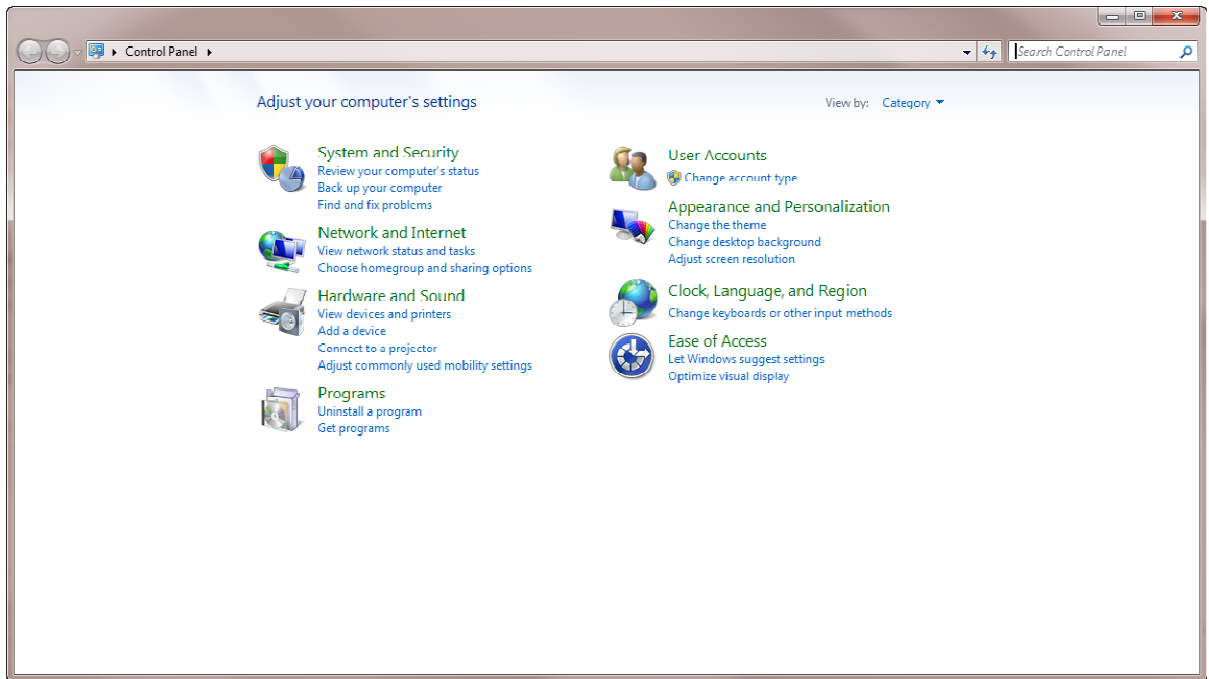 Control Panel
Search Control Panel
Adjust your computer's settings
View by: Category
System and Security
Review your computer's status
Back up your computer
Find and fix problems
Network and Internet
View network status and tasks
Choose homegroup and sharing options
Hardware and Sound
View devices and printers
Add a device
Connect to a projector
Adjust commonly used mobility settings
Programs
Uninstall a program
Get programs
User Accounts
Change account type
Appearance and Personalization
Change the theme
Change desktop background
Adjust screen resolution
Clock, Language, and Region
Change keyboards or other input methods
Ease of Access
Let Windows suggest settings
Optimize visual display